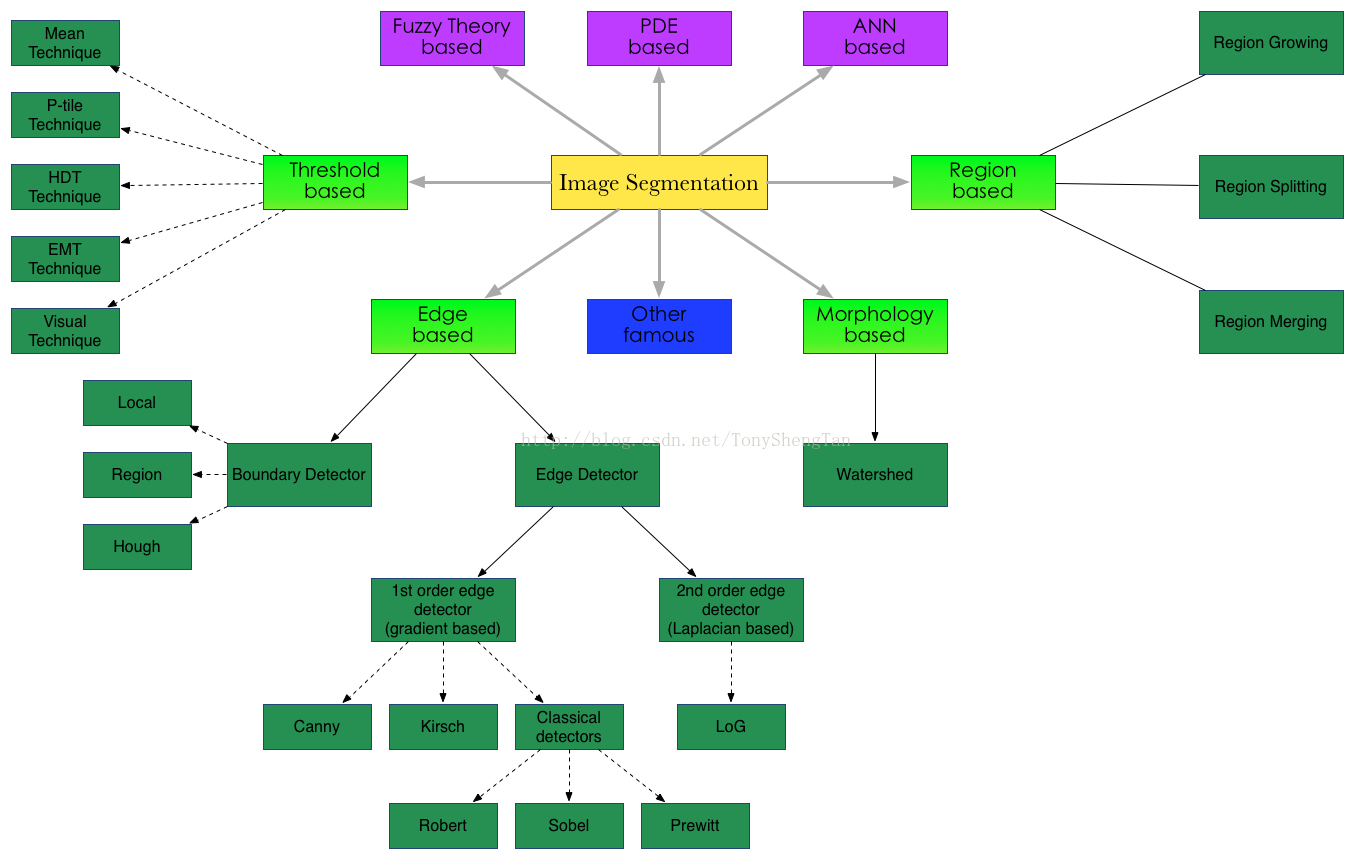 Mean
Technique
Fuzzy Theory
based
PDE
based
ANN
based
Region Growing
P-tile
Technique
HDT
Technique
Threshold
based
Image Segmentation
Region
based
Region Splitting
EMT
Technique
Visual
Technique
Edge
based
Other
famous
Morphology
based
Region Merging
Local
http://blog.csdn.net/TonyShengTan
Region
Boundary Detector
Edge Detector
Watershed
Hough
1st order edge
detector
(gradient based)
2nd order edge
detector
(Laplacian based)
Canny
Kirsch
Classical
detectors
LoG
Robert
Sobel
Prewitt